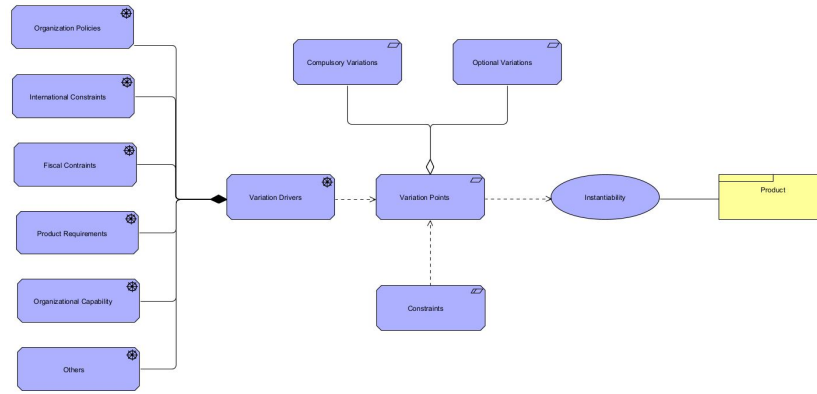 Organization Policies
International Constraints
Fiscal Contraints
Product Requirements
Organizational Capability
Others
Variation Drivers
Compulsory Variations
Optional Variations
Variation Points
Constraints
Instantiability
Product